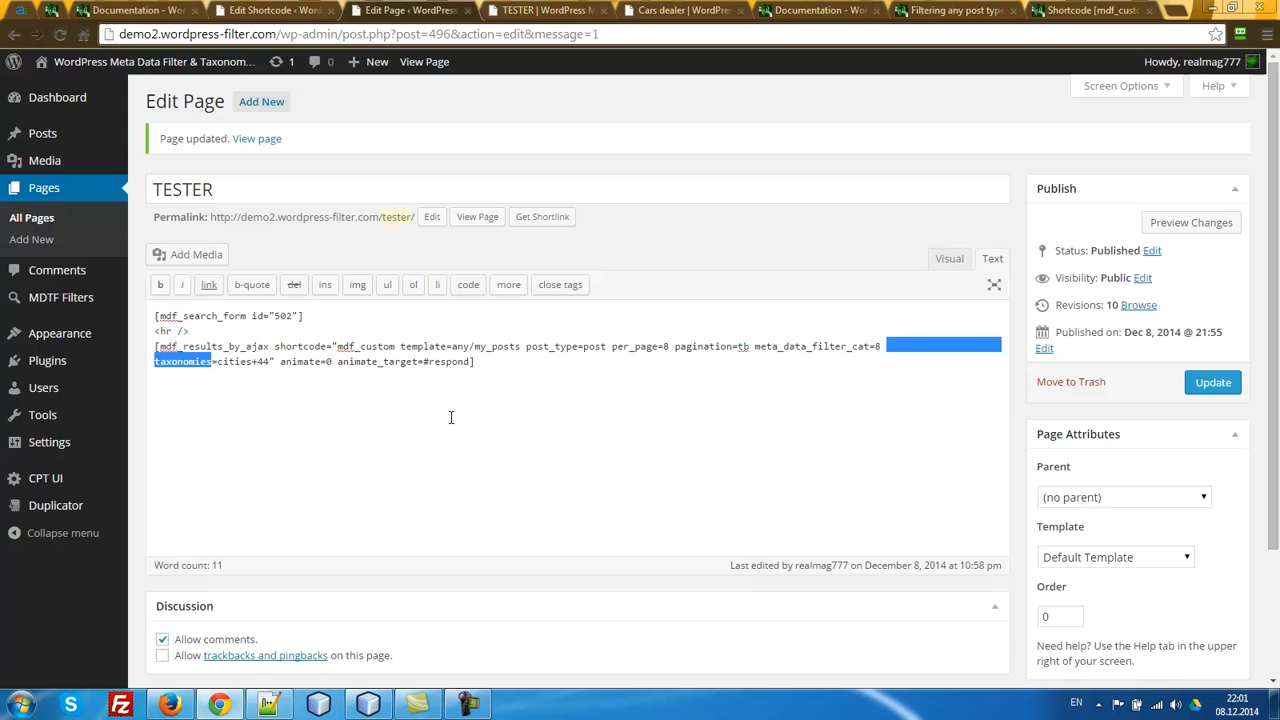 Documentation -
Edit Shortcode ‹ Word
Edit Page ‹ WordPress
TESTER | WordPress M
Cars dealer | WordPress
Documentation - W
Filtering any post type
Shortcode [mdf_custo
demo2.wordpress-filter.com/wp-admin/post.php?post=496&action=edit&message=1
WordPress Meta Data Filter & Taxonom...
1
0
New
View Page
Howdy, realmag777
Dashboard
Posts
Media
Pages
All Pages
Add New
Comments
MDTF Filters
Appearance
Plugins
Users
Tools
Settings
CPT UI
Duplicator
Collapse menu
Screen Options
Help
Edit Page
Add New
Page updated. View page
TESTER
Permalink: http://demo2.wordpress-filter.com/tester/
Edit
View Page
Get Shortlink
Add Media
Visual
Text
b
i
link
b-quote
del
ins
img
ul
ol
li
code
more
close tags
[mdf_search_form id="502"]
<hr />
[mdf_results_by_ajax shortcode="mdf_custom template=any/my_posts post_type=post per_page=8 pagination=tb meta_data_filter_cat=8
taxonomies=cities+44" animate=0 animate_target=#respond]
Word count: 11
Last edited by realmag777 on December 8, 2014 at 10:58 pm
Discussion
Allow comments.
Allow trackbacks and pingbacks on this page.
Publish
Preview Changes
Status: Published Edit
Visibility: Public Edit
Revisions: 10 Browse
Published on: Dec 8, 2014 @ 21:55
Edit
Move to Trash
Update
Page Attributes
Parent
(no parent)
Template
Default Template
Order
0
Need help? Use the Help tab in the upper
right of your screen.
EN
22:01
08.12.2014